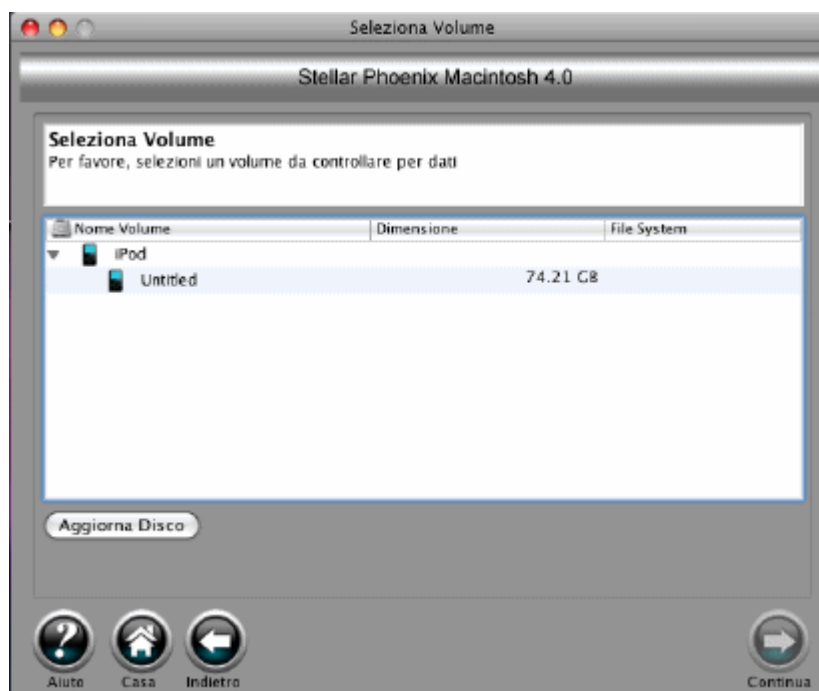 Seleziona Volume
Stellar Phoenix Macintosh 4.0
Seleziona Volume
Per favore, selezioni un volume da controllare per dati
Nome Volume Dimensione File System
iPod
Untitled 74.21 GB
Aggiorna Disco
Aiuto Casa Indietro Continua